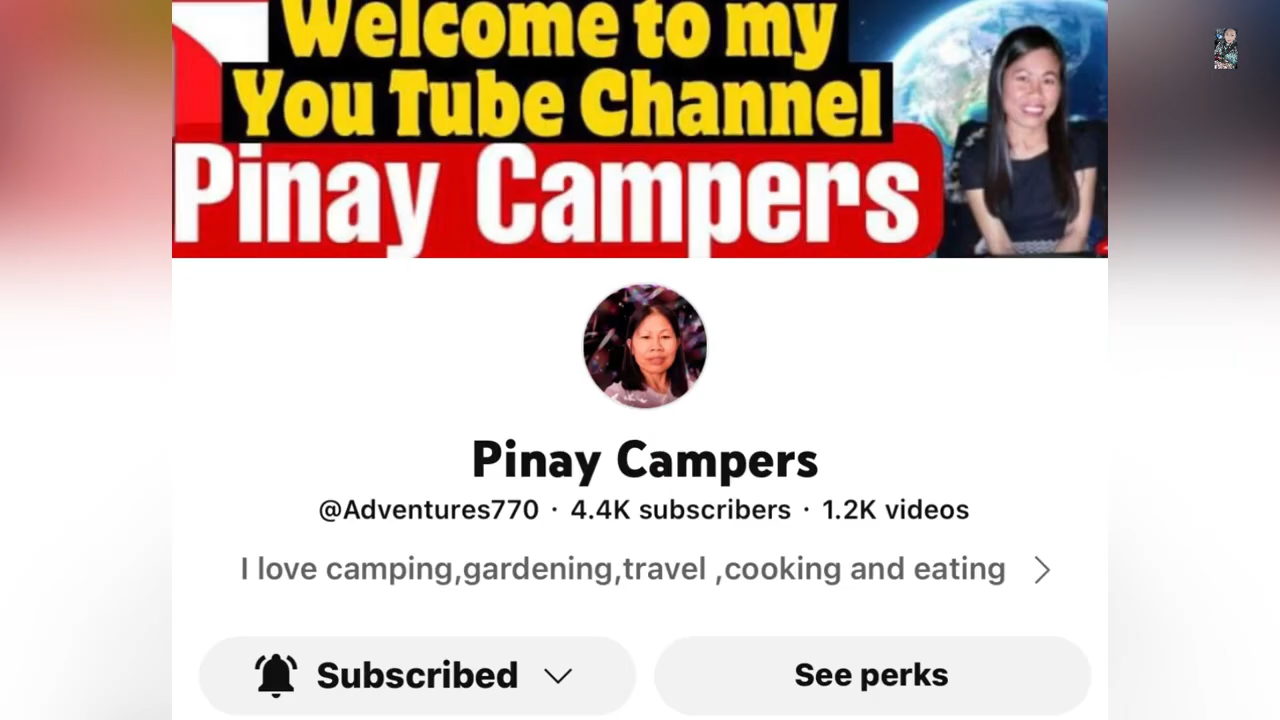 Welcome to my
You Tube Channel
Pinay Campers
Pinay Campers
@Adventures770 · 4.4K subscribers · 1.2K videos
I love camping,gardening,travel ,cooking and eating
Subscribed
See perks